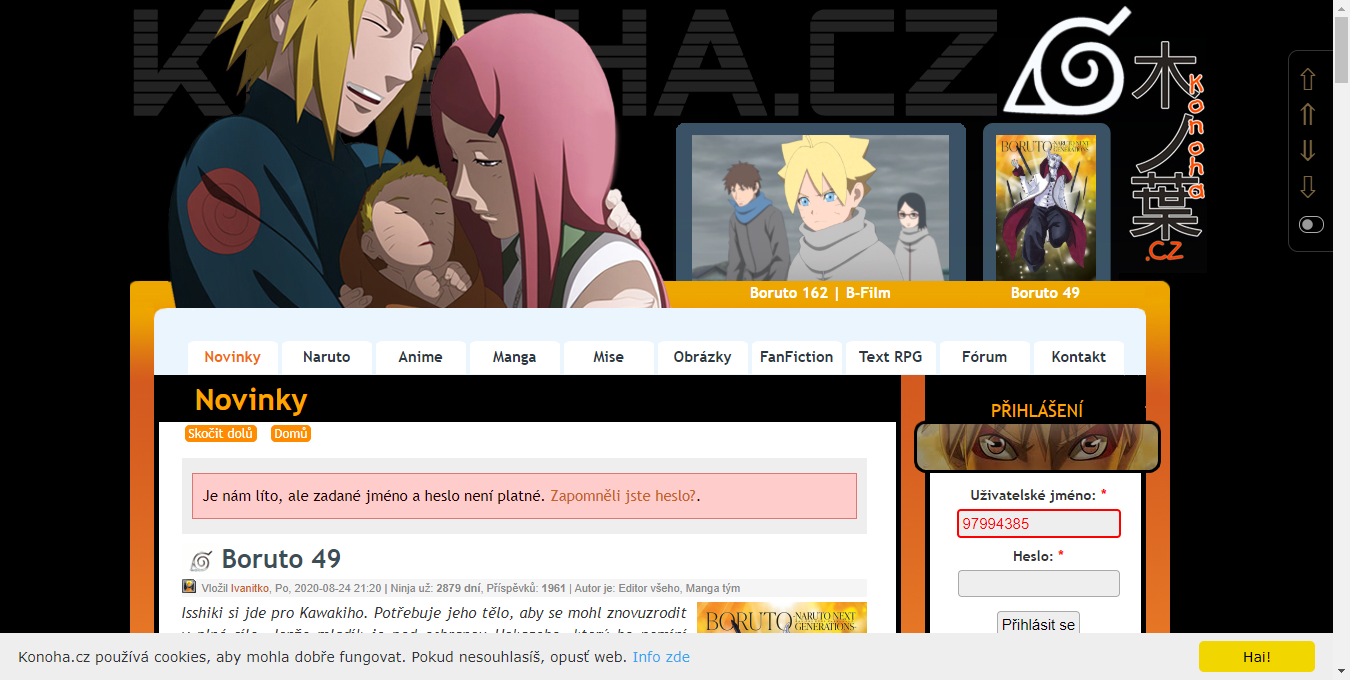 KONOHA.CZ
木ノ葉
Konoha
.CZ
BORUTO NARUTO NEXT GENERATIONS
Boruto 162 | B-Film
Boruto 49
Novinky
Naruto
Anime
Manga
Mise
Obrázky
FanFiction
Text RPG
Fórum
Kontakt
Novinky
Skočit dolů
Domů
Je nám líto, ale zadané jméno a heslo není platné. Zapomněli jste heslo?.
Boruto 49
Vložil Ivanitko, Po, 2020-08-24 21:20 | Ninja už: 2879 dní, Příspěvků: 1961 | Autor je: Editor všeho, Manga tým
Isshiki si jde pro Kawakiho. Potřebuje jeho tělo, aby se mohl znovuzrodit
BORUTO NARUTO NEXT GENERATIONS
PŘIHLÁŠENÍ
Uživatelské jméno: *
97994385
Heslo: *
Přihlásit se
Konoha.cz používá cookies, aby mohla dobře fungovat. Pokud nesouhlasíš, opusť web. Info zde
Hai!